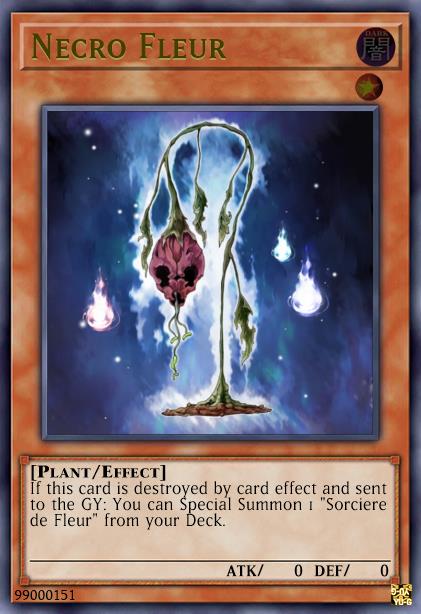 Necro Fleur
DARK
闇
[Plant/Effect]
If this card is destroyed by card effect and sent
to the GY: You can Special Summon 1 "Sorciere
de Fleur" from your Deck.
ATK/ 0 DEF/ 0
99000151